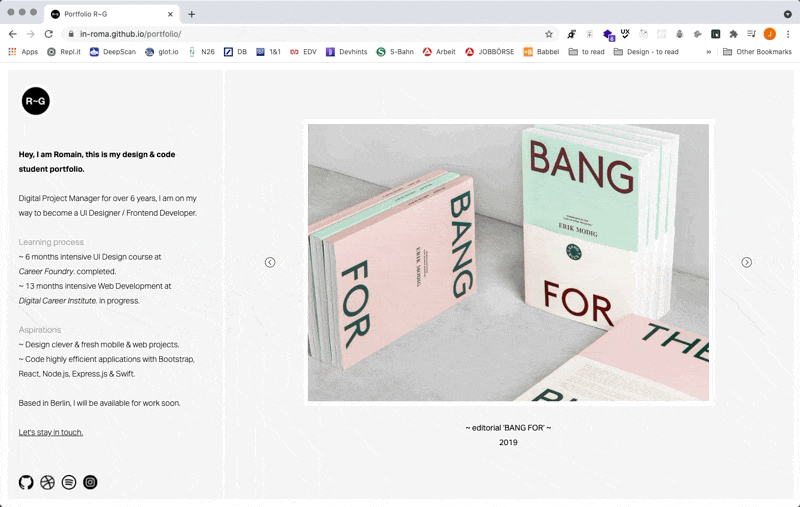 Portfolio R~G
in-roma.github.io/portfolio/
Apps Repl.it DeepScan glot.io N26 DB 1&1 EDV Devhints S-Bahn Arbeit JOBBÖRSE Babbel to read Design - to read » Other Bookmarks
R~G
Hey, I am Romain, this is my design & code
student portfolio.
Digital Project Manager for over 6 years, I am on my
way to become a UI Designer / Frontend Developer.
Learning process
~ 6 months intensive UI Design course at
Career Foundry. completed.
~ 13 months intensive Web Development at
Digital Career Institute. in progress.
Aspirations
~ Design clever & fresh mobile & web projects.
~ Code highly efficient applications with Bootstrap,
React, Node.js, Express.js & Swift.
Based in Berlin, I will be available for work soon.
Let's stay in touch.
BANG
FOR
ERIK MODIG
BANG
ERIK MODIG
FOR
THE
~ editorial 'BANG FOR' ~
2019